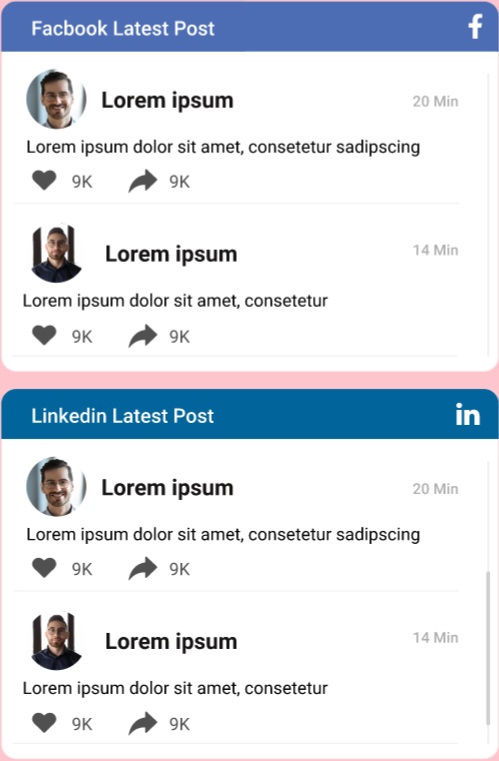 Facbook Latest Post
f
Lorem ipsum
20 Min
Lorem ipsum dolor sit amet, consetetur sadipscing
9K 9K
Lorem ipsum
14 Min
Lorem ipsum dolor sit amet, consetetur
9K 9K
Linkedin Latest Post
in
Lorem ipsum
20 Min
Lorem ipsum dolor sit amet, consetetur sadipscing
9K 9K
Lorem ipsum
14 Min
Lorem ipsum dolor sit amet, consetetur
9K 9K